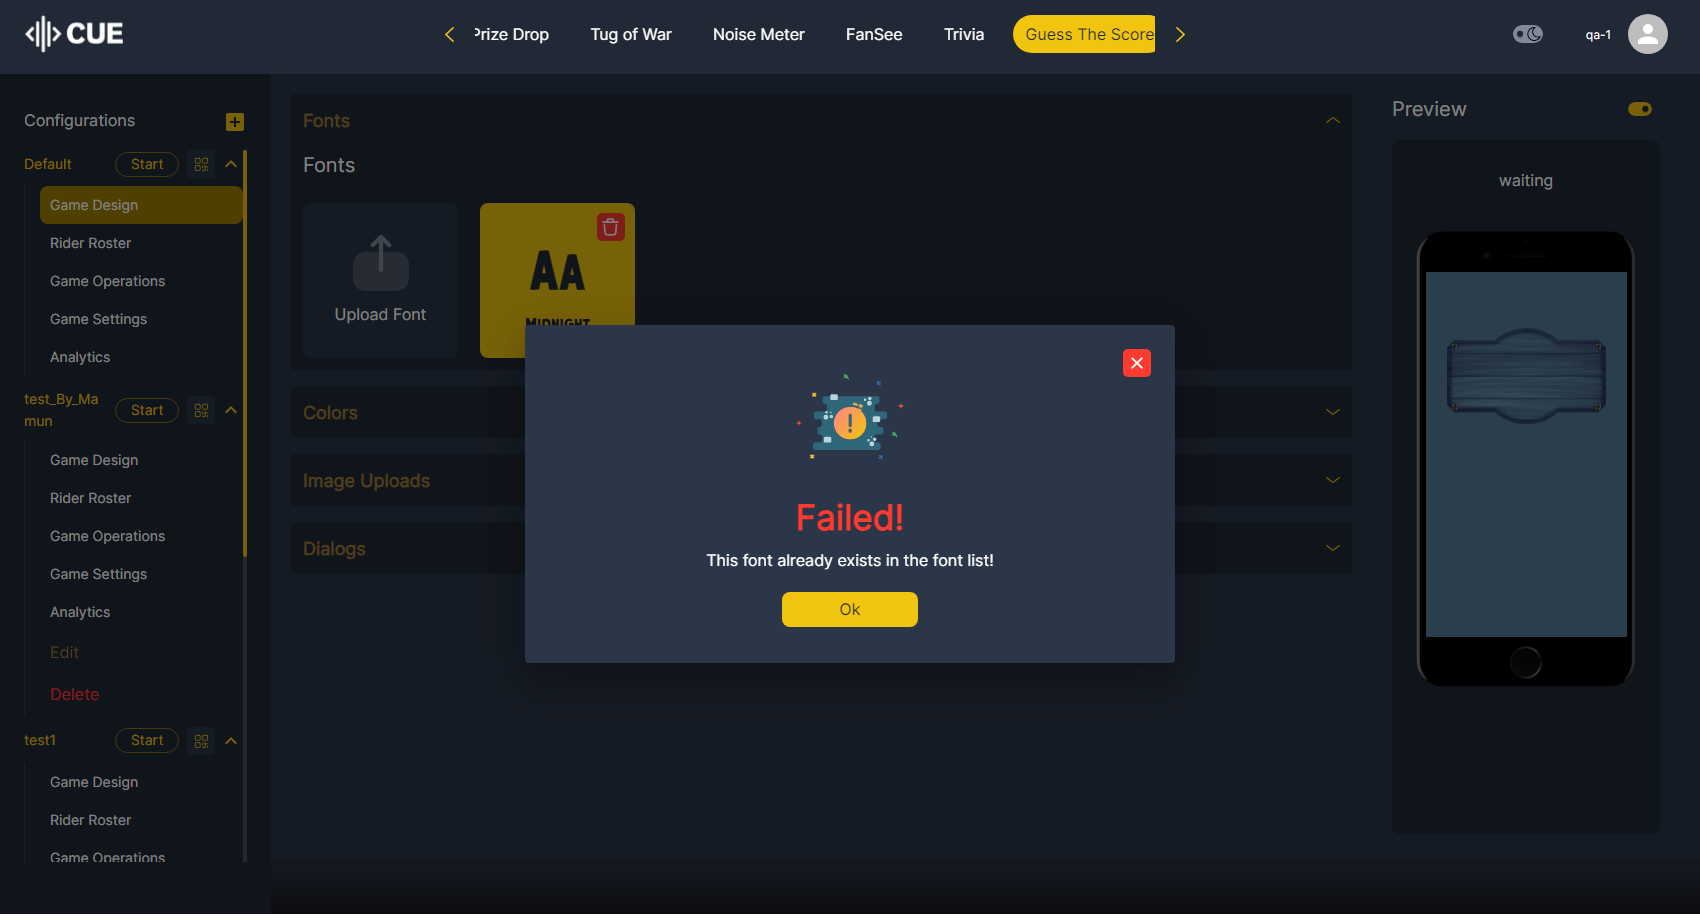 CUE
Prize Drop
Tug of War
Noise Meter
FanSee
Trivia
Guess The Score
qa-1
Configurations
Default
Start
Game Design
Rider Roster
Game Operations
Game Settings
Analytics
test_By_Ma
mun
Start
Game Design
Rider Roster
Game Operations
Game Settings
Analytics
Edit
Delete
test1
Start
Game Design
Rider Roster
Game Operations
Fonts
Fonts
Upload Font
AA
MIDNIGHT
Colors
Image Uploads
Dialogs
Failed!
This font already exists in the font list!
Ok
Preview
waiting